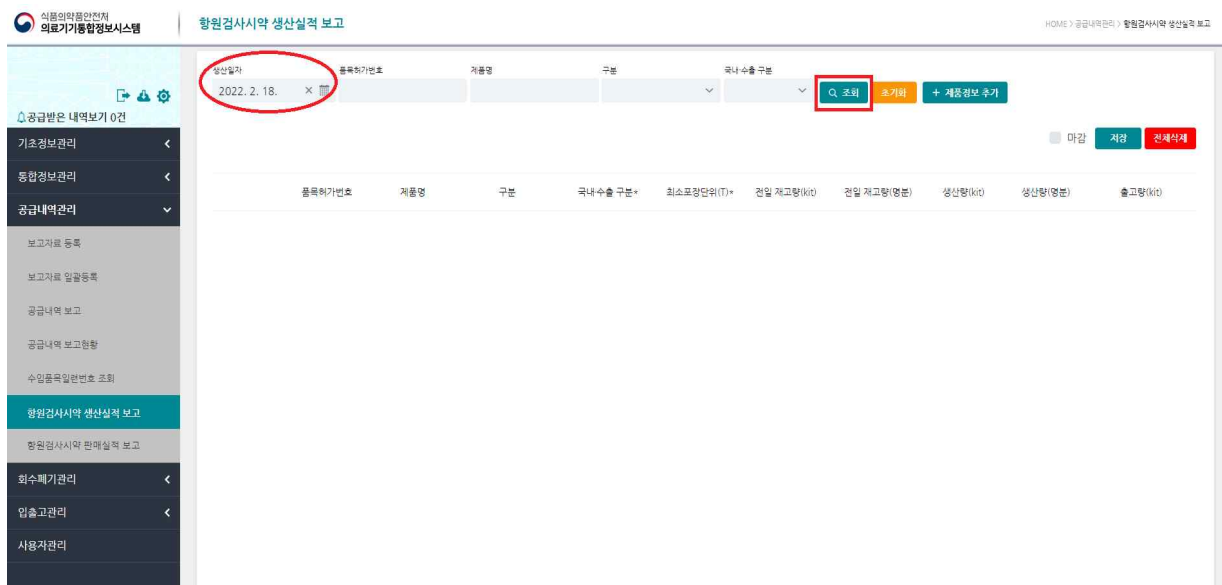 식품의약품안전처
의료기기통합정보시스템
항원검사시약 생산실적 보고
HOME > 공급내역관리 > 항원검사시약 생산실적 보고
공급받은 내역보기 0건
기초정보관리
통합정보관리
공급내역관리
보고자료 등록
보고자료 일괄등록
공급내역 보고
공급내역 보고현황
수입품목일련번호 조회
항원검사시약 생산실적 보고
항원검사시약 판매실적 보고
회수폐기관리
입출고관리
사용자관리
생산일자 품목허가번호 제품명 구분 국내·수출 구분
2022. 2. 18. × 조회 초기화 + 제품정보 추가
마감 저장 전체삭제
품목허가번호 제품명 구분 국내·수출 구분* 최소포장단위(T)* 전일 재고량(kit) 전일 재고량(명분) 생산량(kit) 생산량(명분) 출고량(kit)